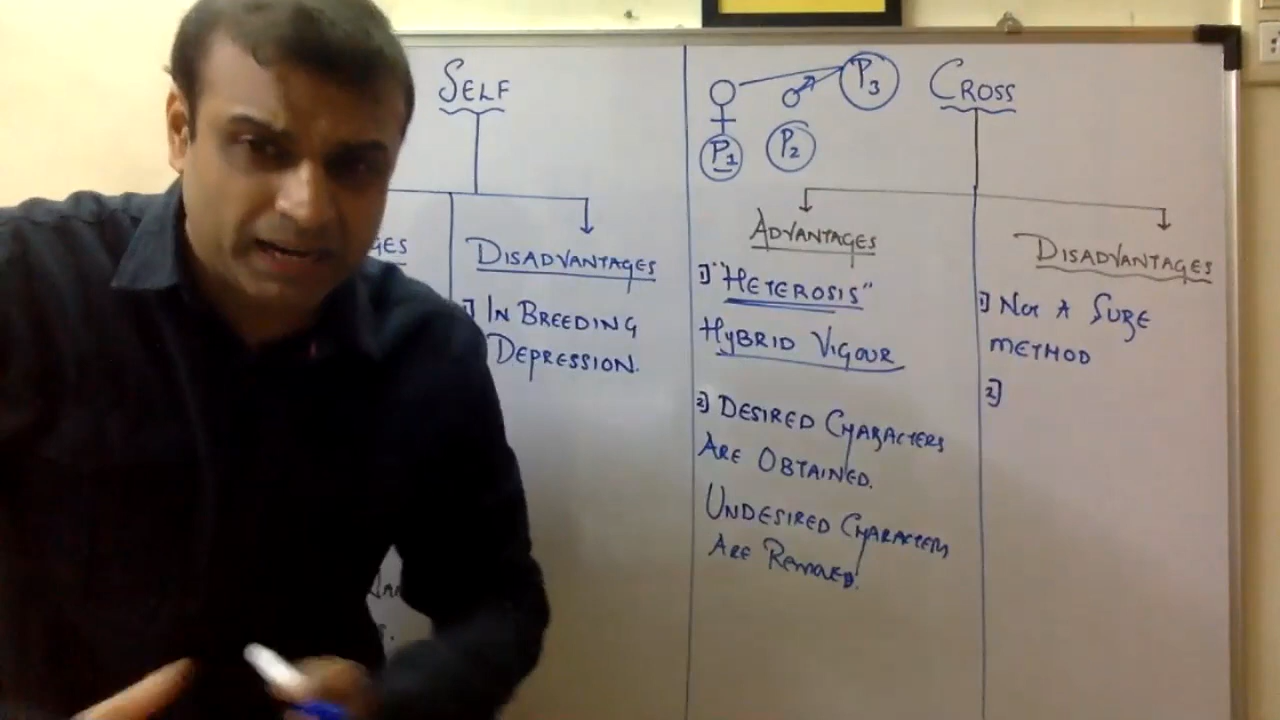 SELF
DISADVANTAGES
1] IN BREEDING
DEPRESSION.
P1
P2
P3
CROSS
ADVANTAGES
1] "HETEROSIS"
HYBRID VIGOUR
2] DESIRED CHARACTERS
ARE OBTAINED.
UNDESIRED CHARACTERS
ARE REMOVED.
DISADVANTAGES
1] NOT A SURE
METHOD
2]